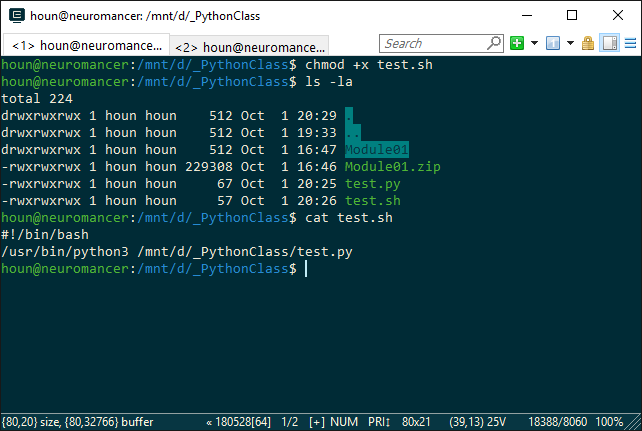 houn@neuromancer: /mnt/d/_PythonClass
<1> houn@neuromancer...
<2> houn@neuromance...
Search
houn@neuromancer:/mnt/d/_PythonClass$ chmod +x test.sh
houn@neuromancer:/mnt/d/_PythonClass$ ls -la
total 224
drwxrwxrwx 1 houn houn    512 Oct  1 20:29 .
drwxrwxrwx 1 houn houn    512 Oct  1 19:33 ..
drwxrwxrwx 1 houn houn    512 Oct  1 16:47 Module01
-rwxrwxrwx 1 houn houn 229308 Oct  1 16:46 Module01.zip
-rwxrwxrwx 1 houn houn     67 Oct  1 20:25 test.py
-rwxrwxrwx 1 houn houn     57 Oct  1 20:26 test.sh
houn@neuromancer:/mnt/d/_PythonClass$ cat test.sh
#!/bin/bash
/usr/bin/python3 /mnt/d/_PythonClass/test.py
houn@neuromancer:/mnt/d/_PythonClass$
{80,20} size, {80,32766} buffer « 180528[64] 1/2 [+] NUM PRI↕ 80x21 (39,13) 25V 18388/8060 100%